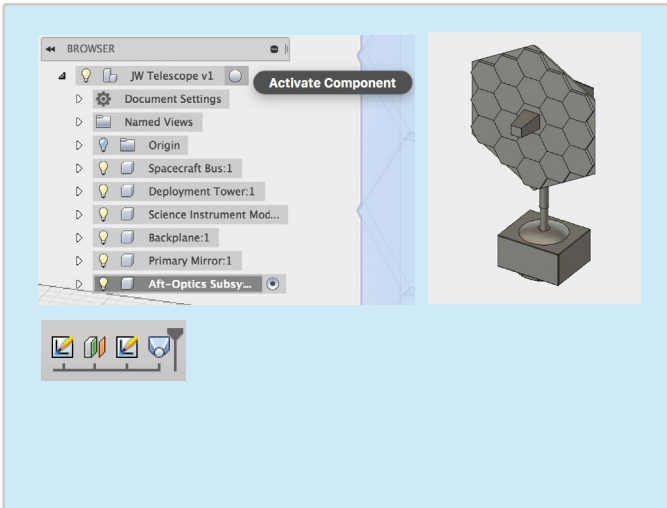 BROWSER
JW Telescope v1
Activate Component
Document Settings
Named Views
Origin
Spacecraft Bus:1
Deployment Tower:1
Science Instrument Mod...
Backplane:1
Primary Mirror:1
Aft-Optics Subsy...